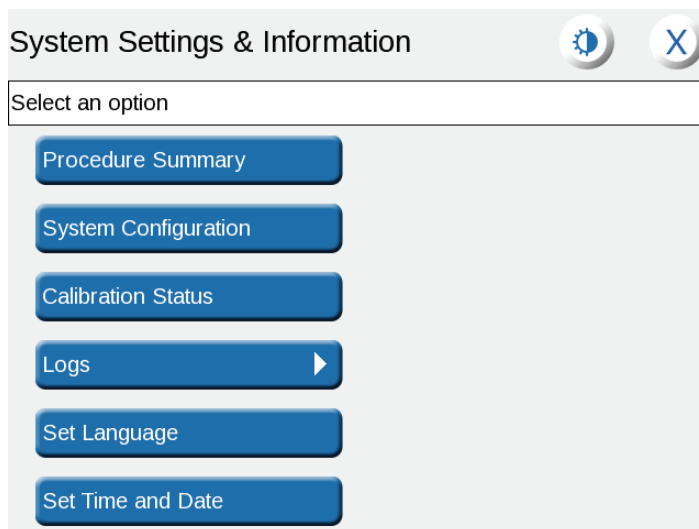 System Settings & Information
X
Select an option
Procedure Summary
System Configuration
Calibration Status
Logs
Set Language
Set Time and Date